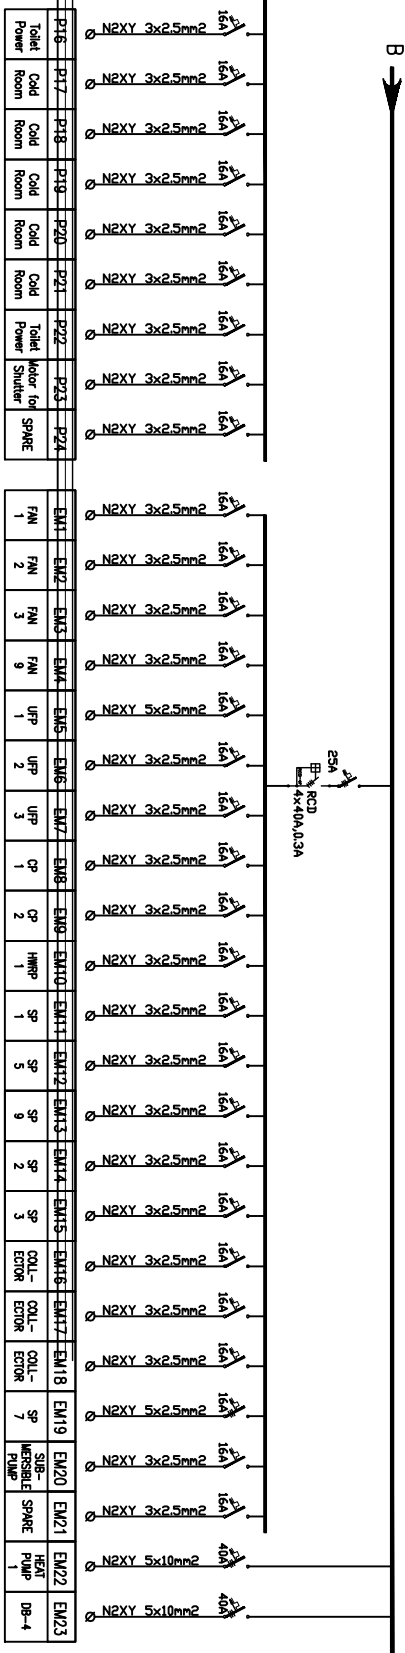 B
16A
N2XY 3x2.5mm2
P16
Toilet
Power
16A
N2XY 3x2.5mm2
P17
Cold
Room
16A
N2XY 3x2.5mm2
P18
Cold
Room
16A
N2XY 3x2.5mm2
P19
Cold
Room
16A
N2XY 3x2.5mm2
P20
Cold
Room
16A
N2XY 3x2.5mm2
P21
Cold
Room
16A
N2XY 3x2.5mm2
P22
Toilet
Power
16A
N2XY 3x2.5mm2
P23
Motor for
Shutter
16A
N2XY 3x2.5mm2
P24
SPARE
25A
RCD
4x40A,0.3A
16A
N2XY 3x2.5mm2
EM1
FAN
1
16A
N2XY 3x2.5mm2
EM2
FAN
2
16A
N2XY 3x2.5mm2
EM3
FAN
3
16A
N2XY 3x2.5mm2
EM4
FAN
9
16A
N2XY 5x2.5mm2
EM5
UFP
1
16A
N2XY 3x2.5mm2
EM6
UFP
2
16A
N2XY 3x2.5mm2
EM7
UFP
3
16A
N2XY 3x2.5mm2
EM8
CP
1
16A
N2XY 3x2.5mm2
EM9
CP
2
16A
N2XY 3x2.5mm2
EM10
HWRP
1
16A
N2XY 3x2.5mm2
EM11
SP
1
16A
N2XY 3x2.5mm2
EM12
SP
5
16A
N2XY 3x2.5mm2
EM13
SP
9
16A
N2XY 3x2.5mm2
EM14
SP
2
16A
N2XY 3x2.5mm2
EM15
SP
3
16A
N2XY 3x2.5mm2
EM16
COLL-
ECTOR
16A
N2XY 3x2.5mm2
EM17
COLL-
ECTOR
16A
N2XY 3x2.5mm2
EM18
COLL-
ECTOR
16A
N2XY 5x2.5mm2
EM19
SP
7
16A
N2XY 3x2.5mm2
EM20
SUB-
MERSIBLE
PUMP
16A
N2XY 3x2.5mm2
EM21
SPARE
40A
N2XY 5x10mm2
EM22
HEAT
PUMP
1
40A
N2XY 5x10mm2
EM23
DB-4